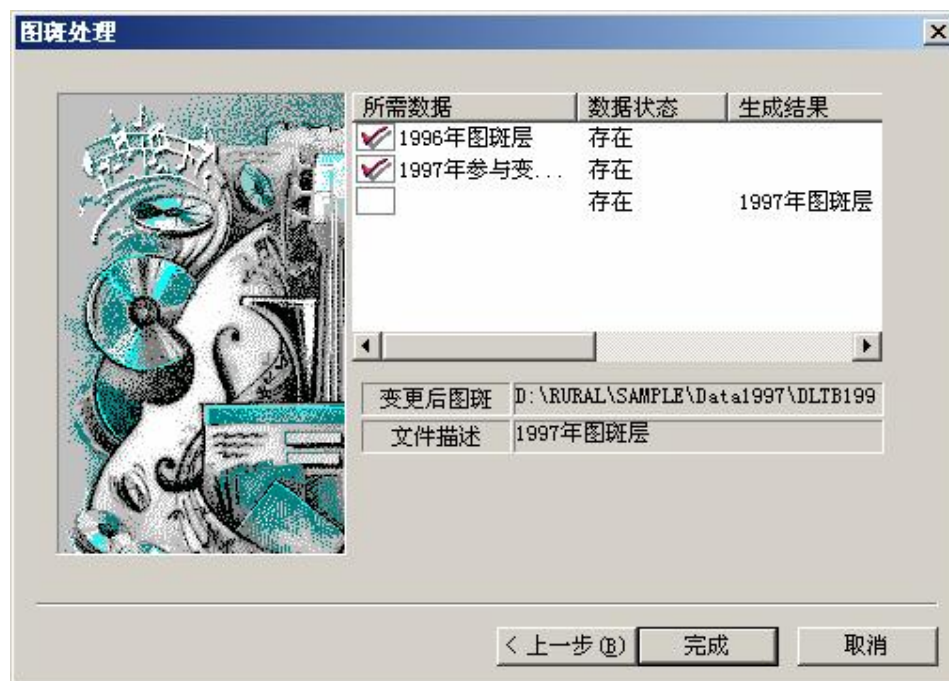 图斑处理
所需数据 数据状态 生成结果
1996年图斑层 存在
1997年参与变... 存在
存在 1997年图斑层
变更后图斑 D:\RURAL\SAMPLE\Data1997\DLTB199
文件描述 1997年图斑层
< 上一步(B) 完成 取消